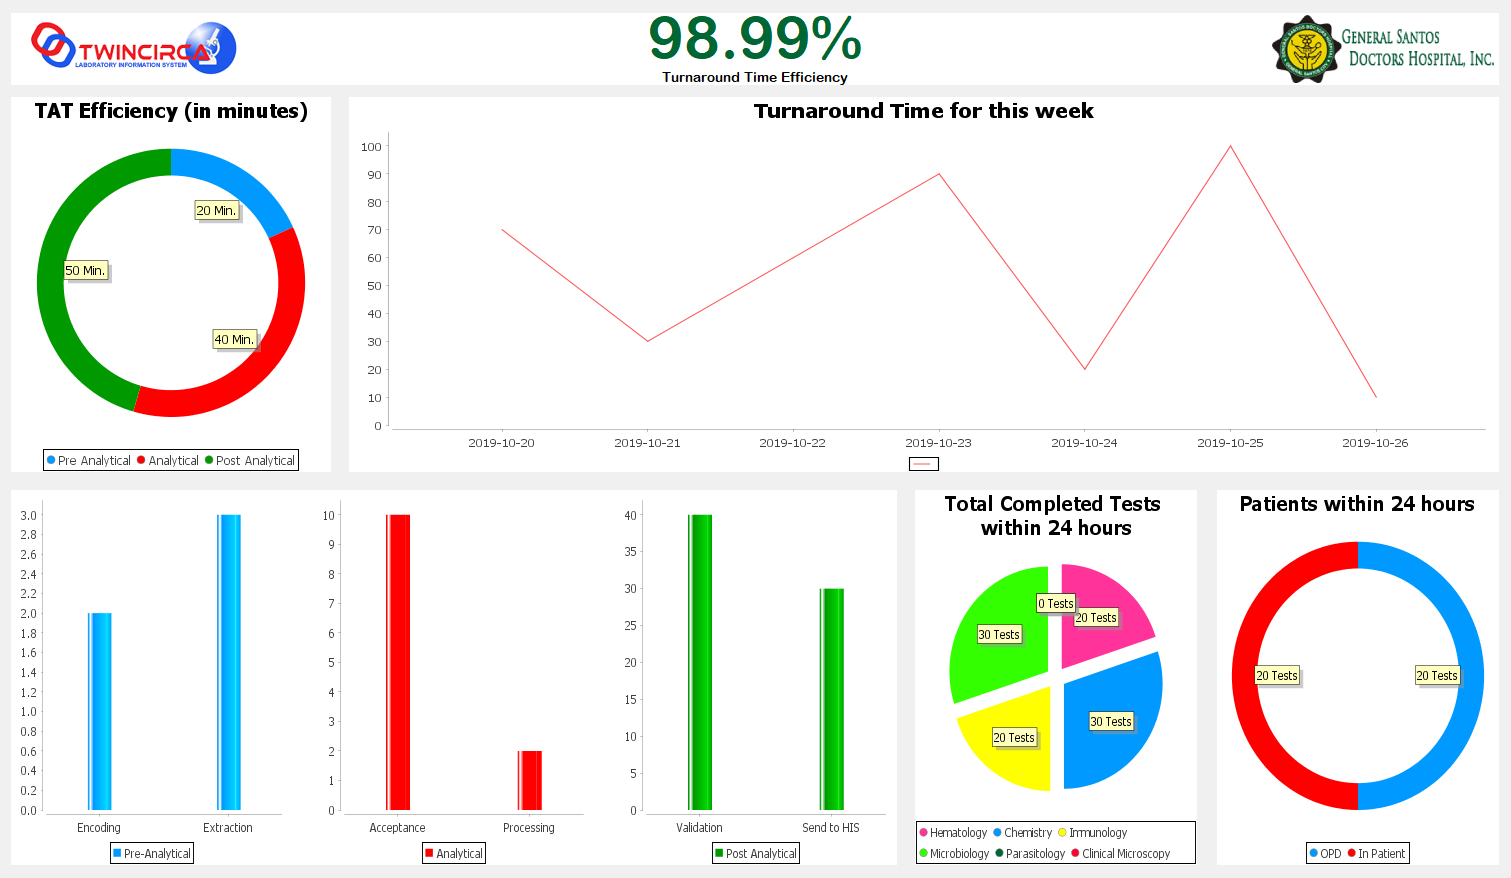 TWINCIRCA
LABORATORY INFORMATION SYSTEM
98.99%
Turnaround Time Efficiency
GENERAL SANTOS
DOCTORS HOSPITAL, INC.
TAT Efficiency (in minutes)
20 Min.
50 Min.
40 Min.
Pre Analytical Analytical Post Analytical
Turnaround Time for this week
100
90
80
70
60
50
40
30
20
10
0
2019-10-20 2019-10-21 2019-10-22 2019-10-23 2019-10-24 2019-10-25 2019-10-26
3.0
2.8
2.6
2.4
2.2
2.0
1.8
1.6
1.4
1.2
1.0
0.8
0.6
0.4
0.2
0.0
Encoding Extraction
Pre-Analytical
10
9
8
7
6
5
4
3
2
1
0
Acceptance Processing
Analytical
40
35
30
25
20
15
10
5
0
Validation Send to HIS
Post Analytical
Total Completed Tests
within 24 hours
0 Tests
20 Tests
30 Tests
30 Tests
20 Tests
Hematology Chemistry Immunology
Microbiology Parasitology Clinical Microscopy
Patients within 24 hours
20 Tests 20 Tests
OPD In Patient